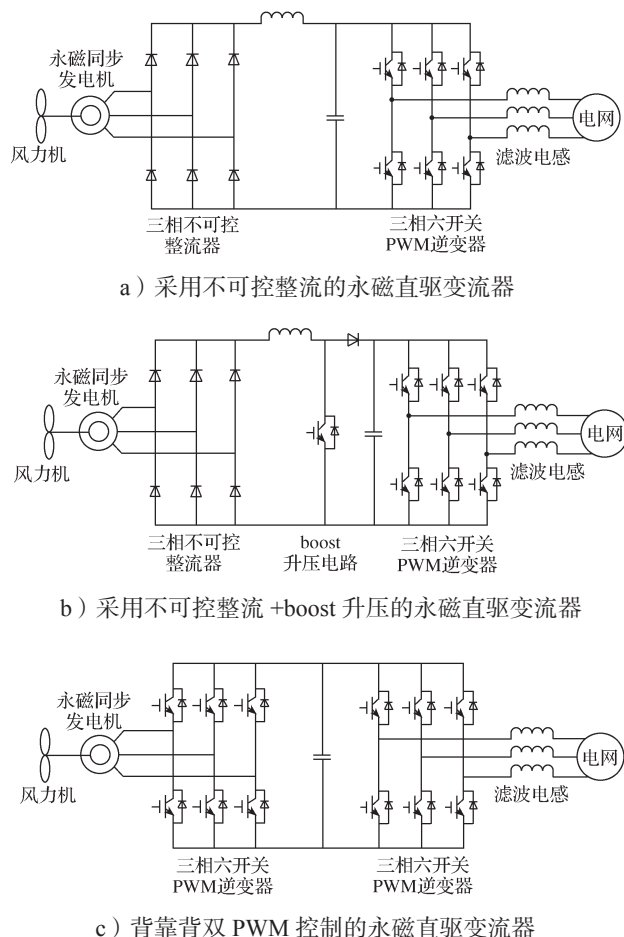 永磁同步
发电机
风力机
电网
滤波电感
三相不可控
整流器
三相六开关
PWM逆变器
a）采用不可控整流的永磁直驱变流器
永磁同步
发电机
风力机
电网
滤波电感
三相不可控
整流器
boost
升压电路
三相六开关
PWM逆变器
b）采用不可控整流 +boost 升压的永磁直驱变流器
永磁同步
发电机
风力机
电网
滤波电感
三相六开关
PWM逆变器
三相六开关
PWM逆变器
c）背靠背双 PWM 控制的永磁直驱变流器